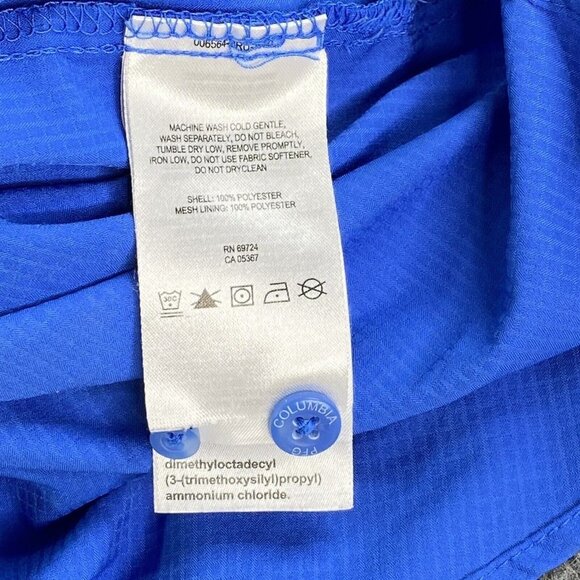 MACHINE WASH COLD GENTLE,
WASH SEPARATELY, DO NOT BLEACH,
TUMBLE DRY LOW, REMOVE PROMPTLY,
IRON LOW, DO NOT USE FABRIC SOFTENER,
DO NOT DRYCLEAN
SHELL: 100% POLYESTER
MESH LINING: 100% POLYESTER
RN 69724
CA 05367
30C
COLUMBIA
PFG
dimethyloctadecyl
(3-(trimethoxysilyl)propyl)
ammonium chloride.